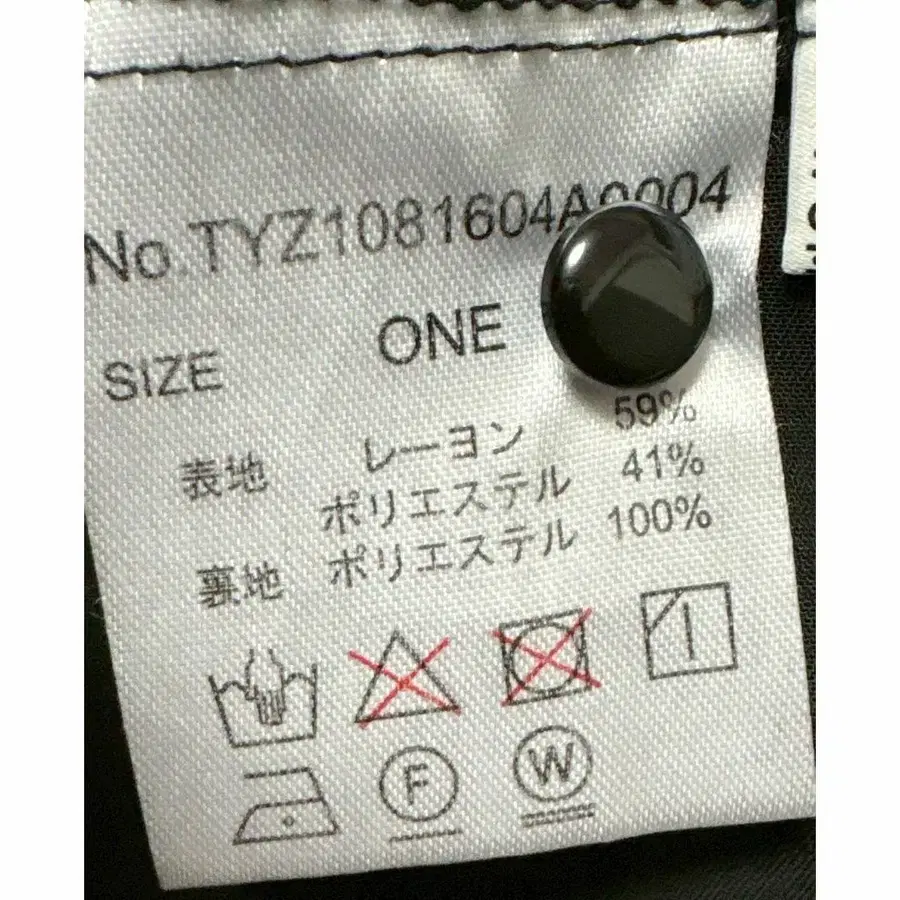 No.TYZ1081604A0004
SIZE ONE
表地 レーヨン 59%
ポリエステル 41%
裏地 ポリエステル 100%
F W